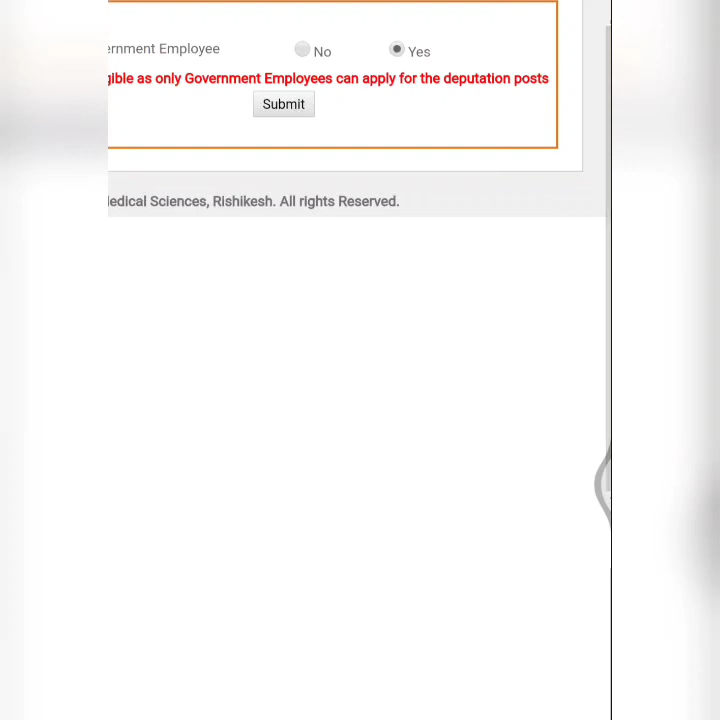 ernment Employee No Yes
gible as only Government Employees can apply for the deputation posts
Submit
Medical Sciences, Rishikesh. All rights Reserved.